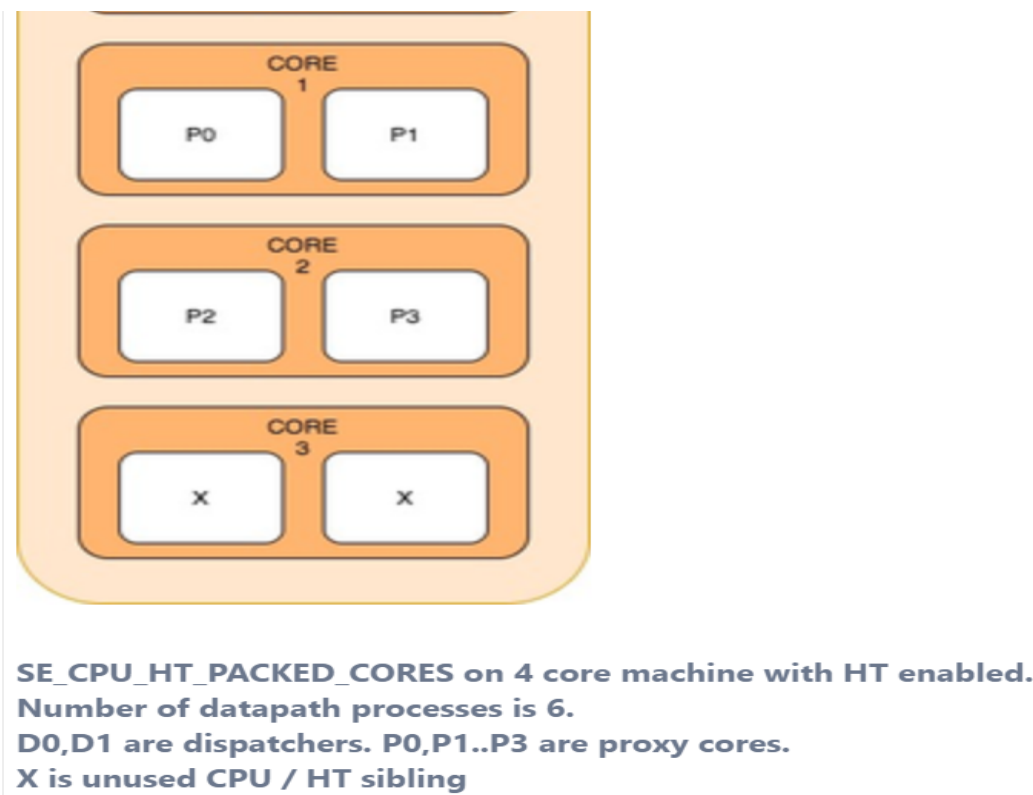 CORE
1
P0 P1
CORE
2
P2 P3
CORE
3
X X
SE_CPU_HT_PACKED_CORES on 4 core machine with HT enabled.
Number of datapath processes is 6.
D0,D1 are dispatchers. P0,P1..P3 are proxy cores.
X is unused CPU / HT sibling